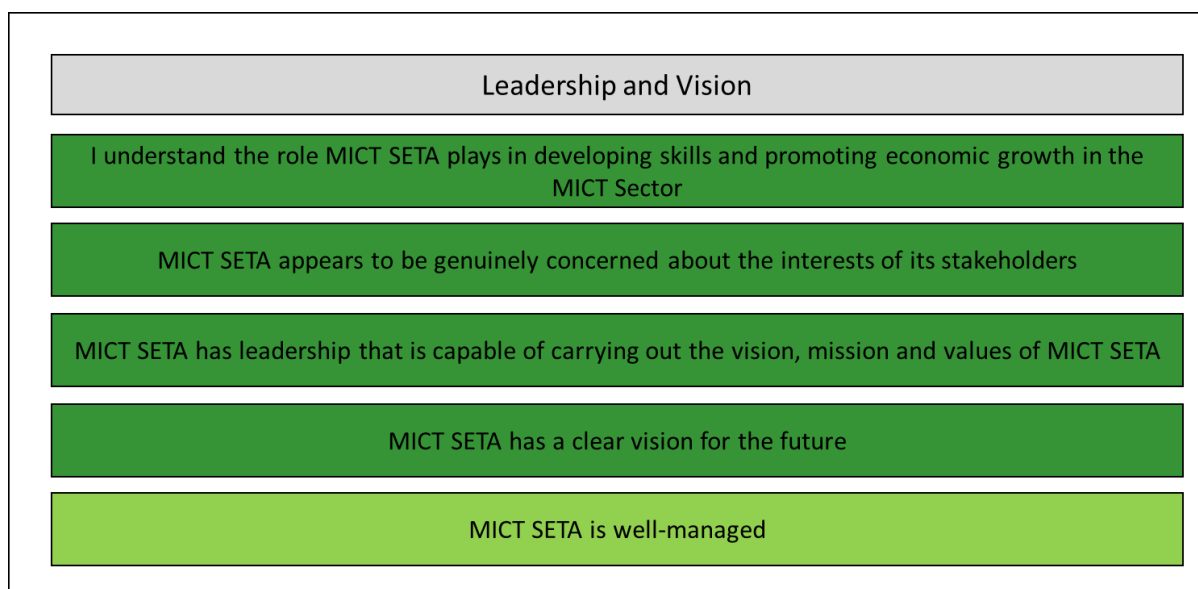 Leadership and Vision
I understand the role MICT SETA plays in developing skills and promoting economic growth in the
MICT Sector
MICT SETA appears to be genuinely concerned about the interests of its stakeholders
MICT SETA has leadership that is capable of carrying out the vision, mission and values of MICT SETA
MICT SETA has a clear vision for the future
MICT SETA is well-managed